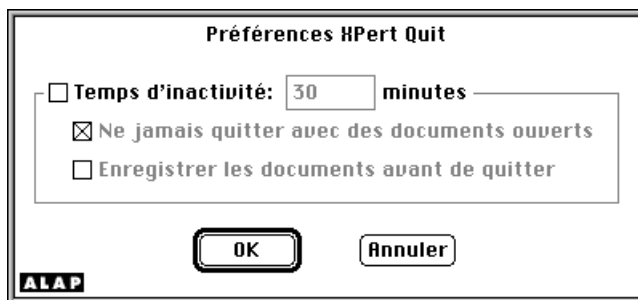 Préférences XPert Quit
Temps d'inactivité: 30 minutes
Ne jamais quitter avec des documents ouverts
Enregistrer les documents avant de quitter
OK Annuler
ALAP